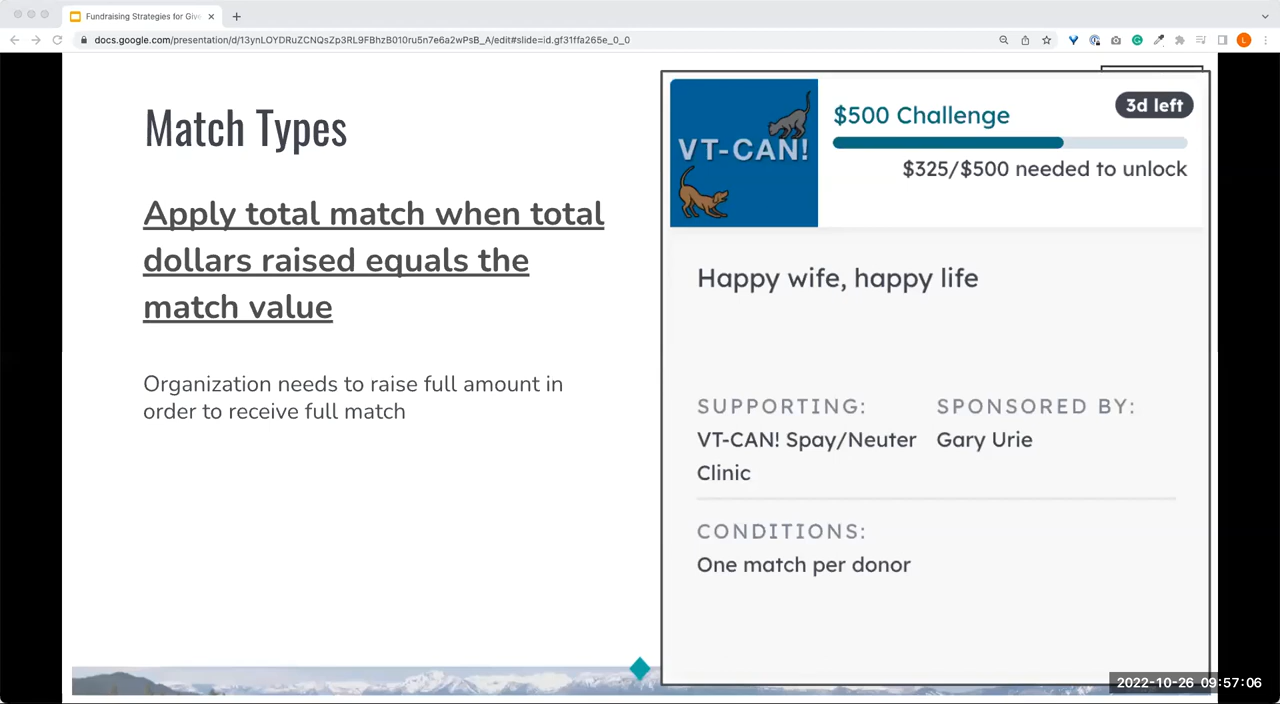 Fundraising Strategies for Give
docs.google.com/presentation/d/13ynLOYDRuZCNQsZp3RL9FBhzB010ru5n7e6a2wPsB_A/edit#slide=id.gf31ffa265e_0_0
L
Match Types
Apply total match when total
dollars raised equals the
match value
Organization needs to raise full amount in
order to receive full match
VT-CAN!
$500 Challenge
3d left
$325/$500 needed to unlock
Happy wife, happy life
SUPPORTING:
VT-CAN! Spay/Neuter
Clinic
SPONSORED BY:
Gary Urie
CONDITIONS:
One match per donor
2022-10-26 09:57:06